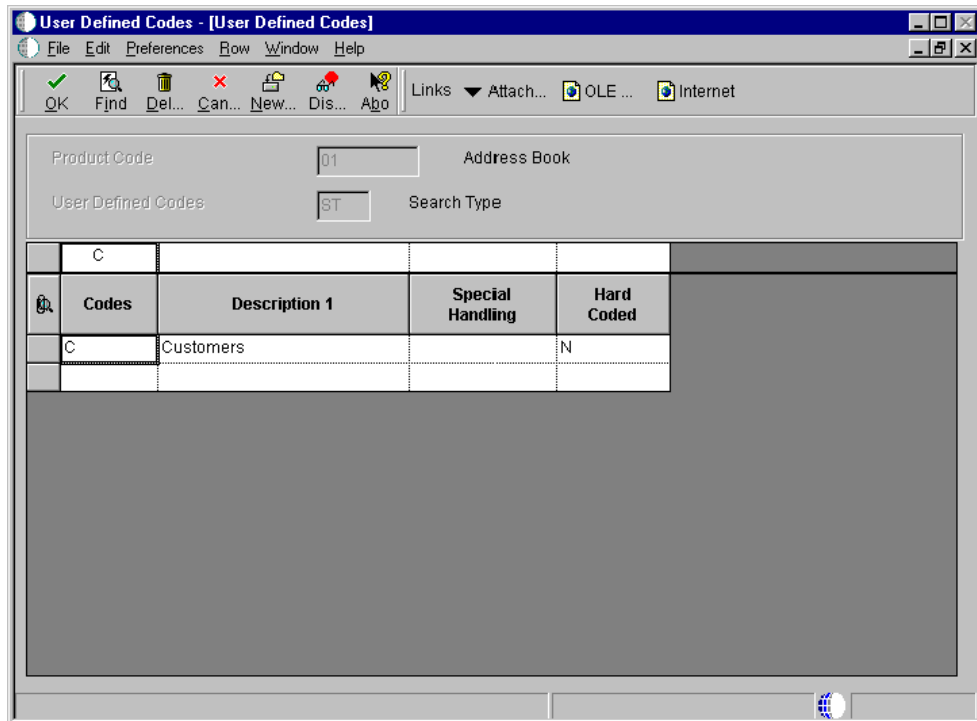 User Defined Codes - [User Defined Codes]
File Edit Preferences Row Window Help
OK Find Del... Can... New... Dis... Abo Links Attach... OLE ... Internet
Product Code 01 Address Book
User Defined Codes ST Search Type
C
Codes Description 1 Special Handling Hard Coded
C Customers N